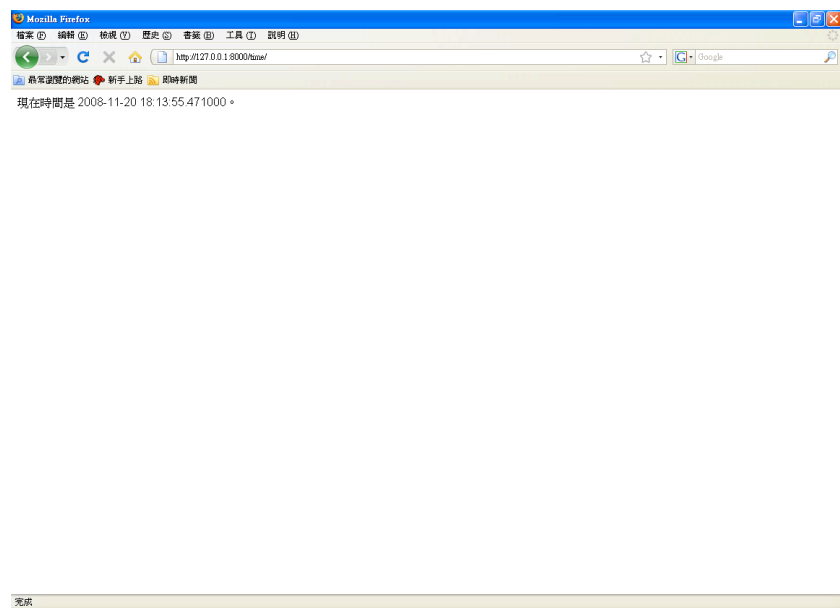 Mozilla Firefox
檔案(F) 編輯(E) 檢視(V) 歷史(S) 書籤(B) 工具(T) 說明(H)
http://127.0.0.1:8000/time/ Google
最常瀏覽的網站 新手上路 即時新聞
現在時間是 2008-11-20 18:13:55.471000。
完成